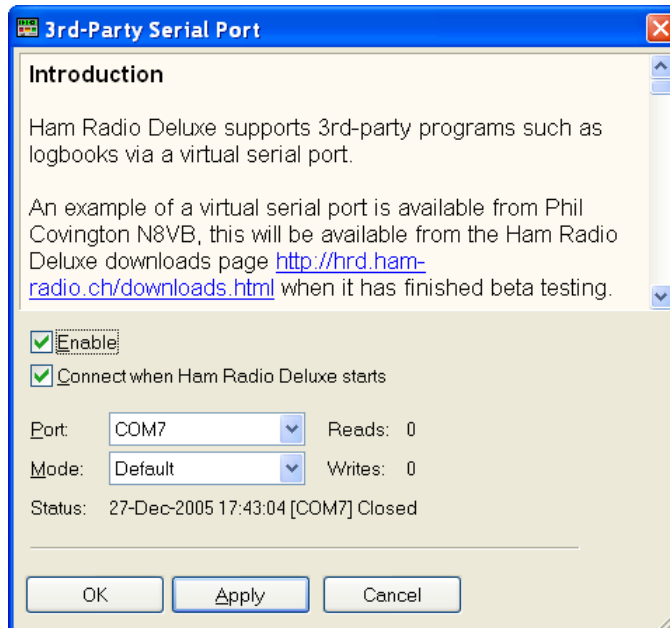 3rd-Party Serial Port
Introduction
Ham Radio Deluxe supports 3rd-party programs such as
logbooks via a virtual serial port.
An example of a virtual serial port is available from Phil
Covington N8VB, this will be available from the Ham Radio
Deluxe downloads page http://hrd.ham-
radio.ch/downloads.html when it has finished beta testing.
Enable
Connect when Ham Radio Deluxe starts
Port: COM7 Reads: 0
Mode: Default Writes: 0
Status: 27-Dec-2005 17:43:04 [COM7] Closed
OK Apply Cancel